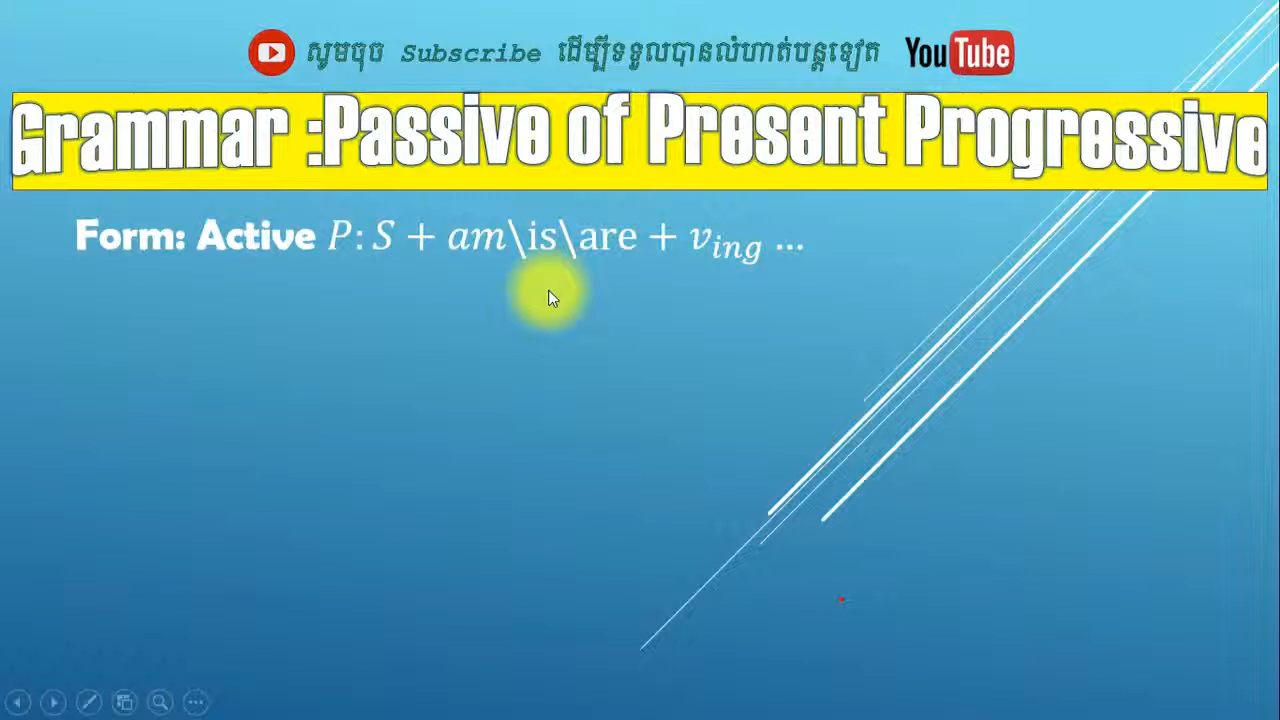 សូមចុច Subscribe ដើម្បីទទួលបានលំហាត់បន្តទៀត YouTube
Grammar :Passive of Present Progressive
Form: Active P: S + am\is\are + v_ing ...